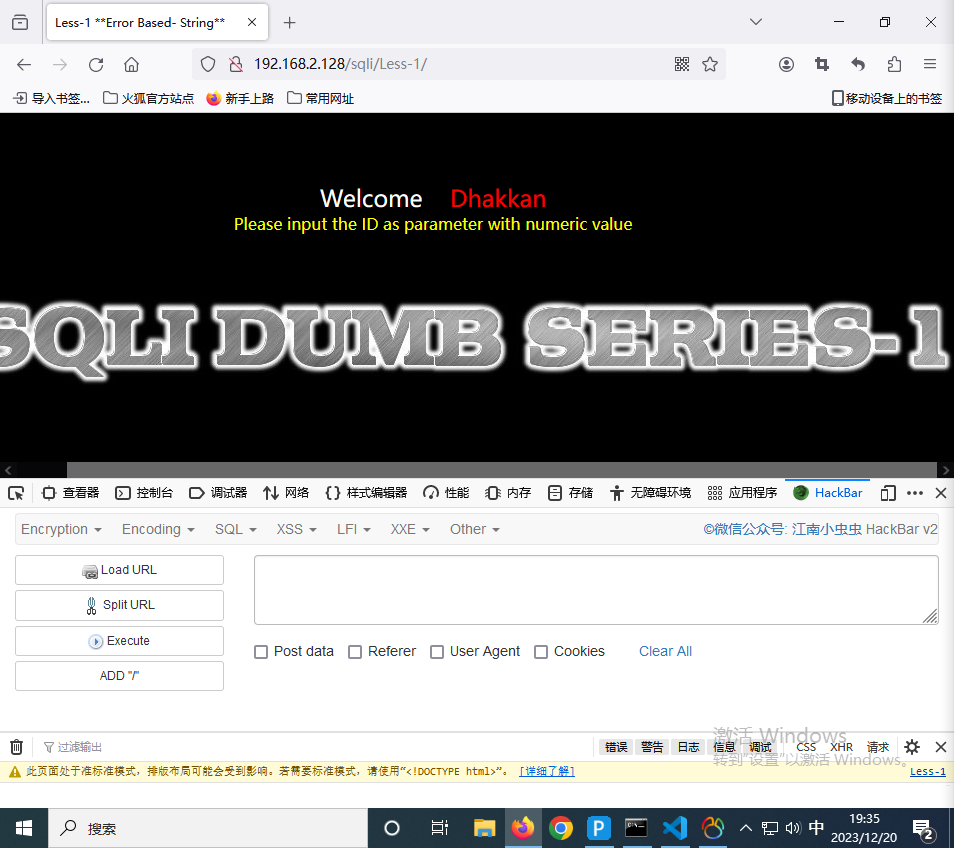 Less-1 **Error Based- String**
192.168.2.128/sqli/Less-1/
导入书签...
火狐官方站点
新手上路
常用网址
移动设备上的书签
Welcome Dhakkan
Please input the ID as parameter with numeric value
SQLI DUMB SERIES-1
查看器
控制台
调试器
网络
样式编辑器
性能
内存
存储
无障碍环境
应用程序
HackBar
Encryption
Encoding
SQL
XSS
LFI
XXE
Other
©微信公众号: 江南小虫虫 HackBar v2
Load URL
Split URL
Execute
ADD "/"
Post data
Referer
User Agent
Cookies
Clear All
过滤输出
错误
警告
日志
信息
调试
CSS
XHR
请求
激活 Windows
转到"设置"以激活 Windows。
此页面处于准标准模式，排版布局可能会受到影响。若需要标准模式，请使用“<!DOCTYPE html>”。 [详细了解]
Less-1
搜索
中
19:35
2023/12/20
2